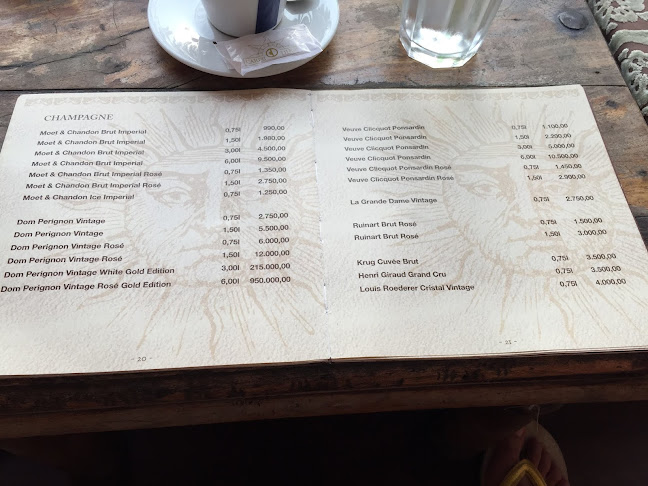 CHAMPAGNE
Moet & Chandon Brut Imperial 0,75l 990,00
Moet & Chandon Brut Imperial 1,50l 1.890,00
Moet & Chandon Brut Imperial 3,00l 4.500,00
Moet & Chandon Brut Imperial 6,00l 9.500,00
Moet & Chandon Brut Imperial Rosé 0,75l 1.350,00
Moet & Chandon Brut Imperial Rosé 1,50l 2.750,00
Moet & Chandon Ice Imperial 0,75l 1.250,00
Dom Perignon Vintage 0,75l 2.750,00
Dom Perignon Vintage 1,50l 5.500,00
Dom Perignon Vintage Rosé 0,75l 6.000,00
Dom Perignon Vintage Rosé 1,50l 12.000,00
Dom Perignon Vintage White Gold Edition 3,00l 215.000,00
Dom Perignon Vintage Rosé Gold Edition 6,00l 950.000,00
- 20 -
Veuve Clicquot Ponsardin 0,75l 1.100,00
Veuve Clicquot Ponsardin 1,50l 2.200,00
Veuve Clicquot Ponsardin 3,00l 5.000,00
Veuve Clicquot Ponsardin 6,00l 10.500,00
Veuve Clicquot Ponsardin Rosé 0,75l 1.450,00
Veuve Clicquot Ponsardin Rosé 1,50l 2.900,00
La Grande Dame Vintage 0,75l 2.750,00
Ruinart Brut Rosé 0,75l 1.500,00
Ruinart Brut Rosé 1,50l 3.000,00
Krug Cuvée Brut 0,75l 3.500,00
Henri Giraud Grand Cru 0,75l 3.500,00
Louis Roederer Cristal Vintage 0,75l 4.000,00
- 21 -